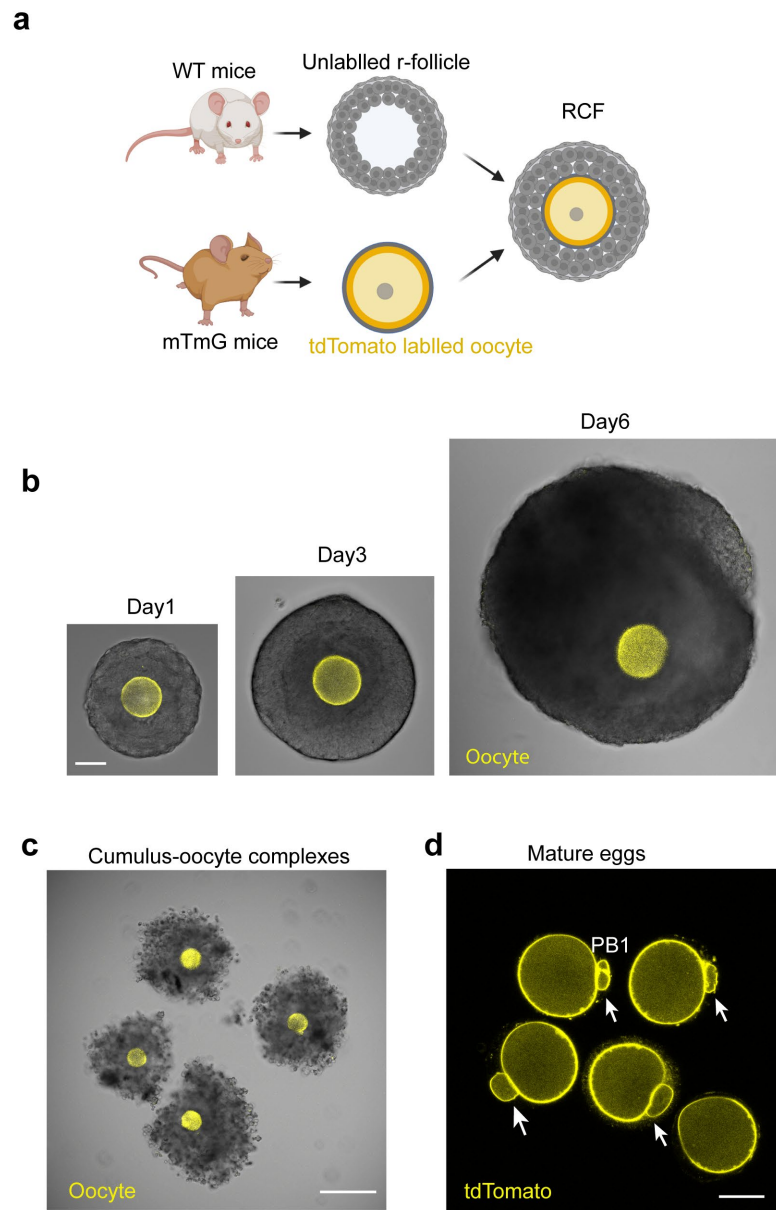 a
WT mice
Unlablled r-follicle
RCF
mTmG mice
tdTomato lablled oocyte
b
Day1
Day3
Day6
Oocyte
c
Cumulus-oocyte complexes
Oocyte
d
Mature eggs
PB1
tdTomato